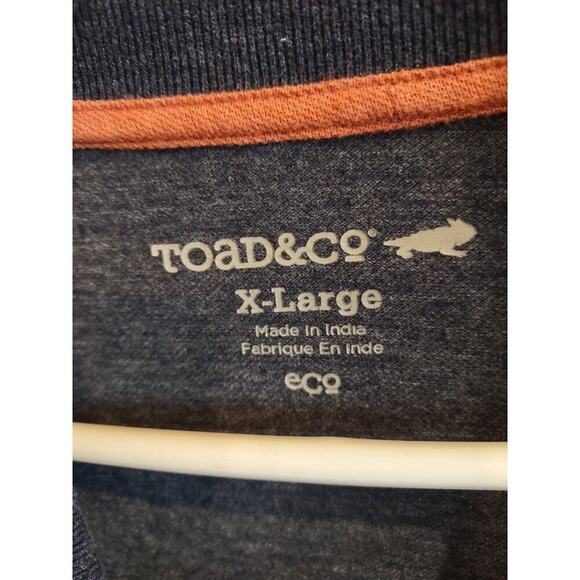 TOaD&CO®
X-Large
Made In India
Fabrique En Inde
eCO